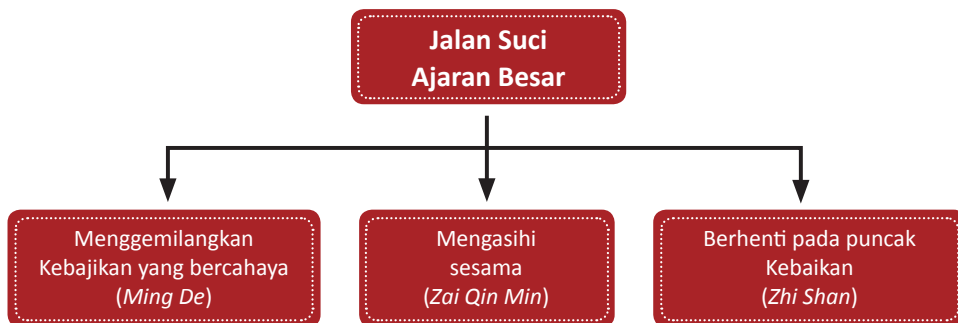 Jalan Suci
Ajaran Besar
Menggemilangkan
Kebajikan yang bercahaya
(Ming De)
Mengasihi
sesama
(Zai Qin Min)
Berhenti pada puncak
Kebaikan
(Zhi Shan)